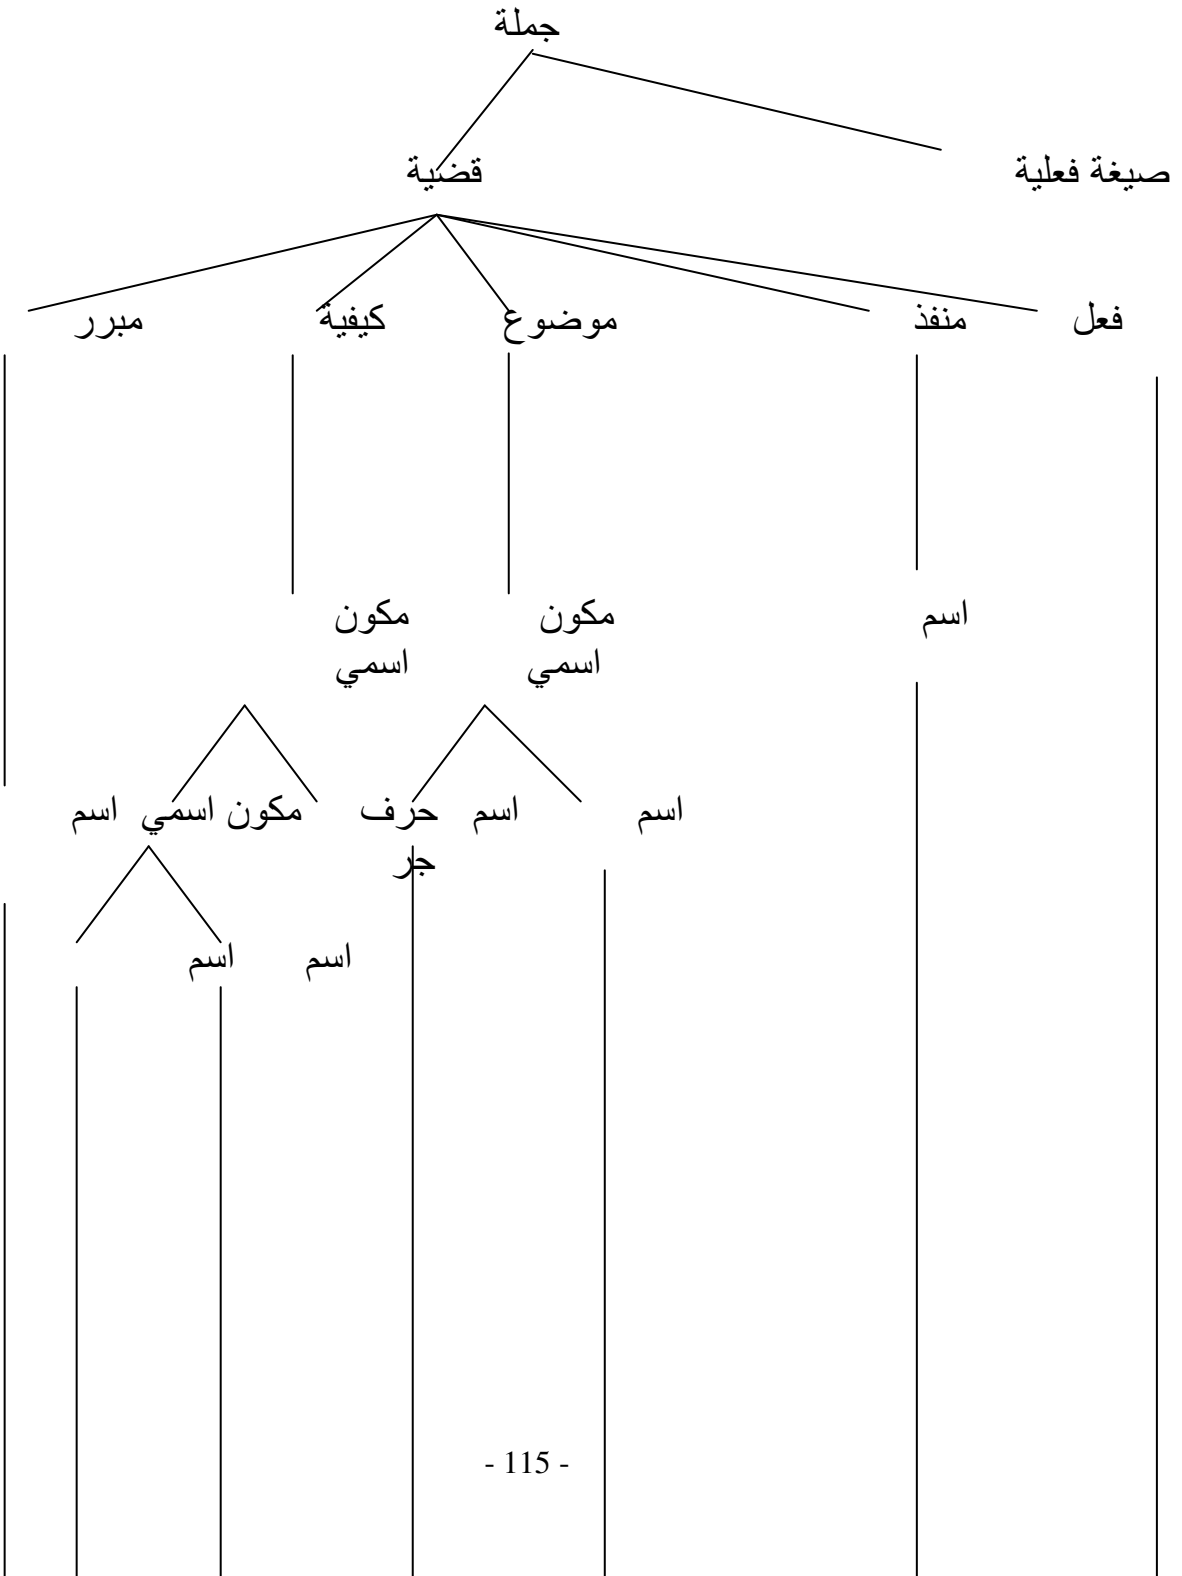 جملة
صيغة فعلية قضية
فعل منفذ موضوع كيفية مبرر
اسم مكون مكون
اسمي اسمي
اسم اسم حرف مكون اسمي اسم
جر
اسم اسم
- 115 -